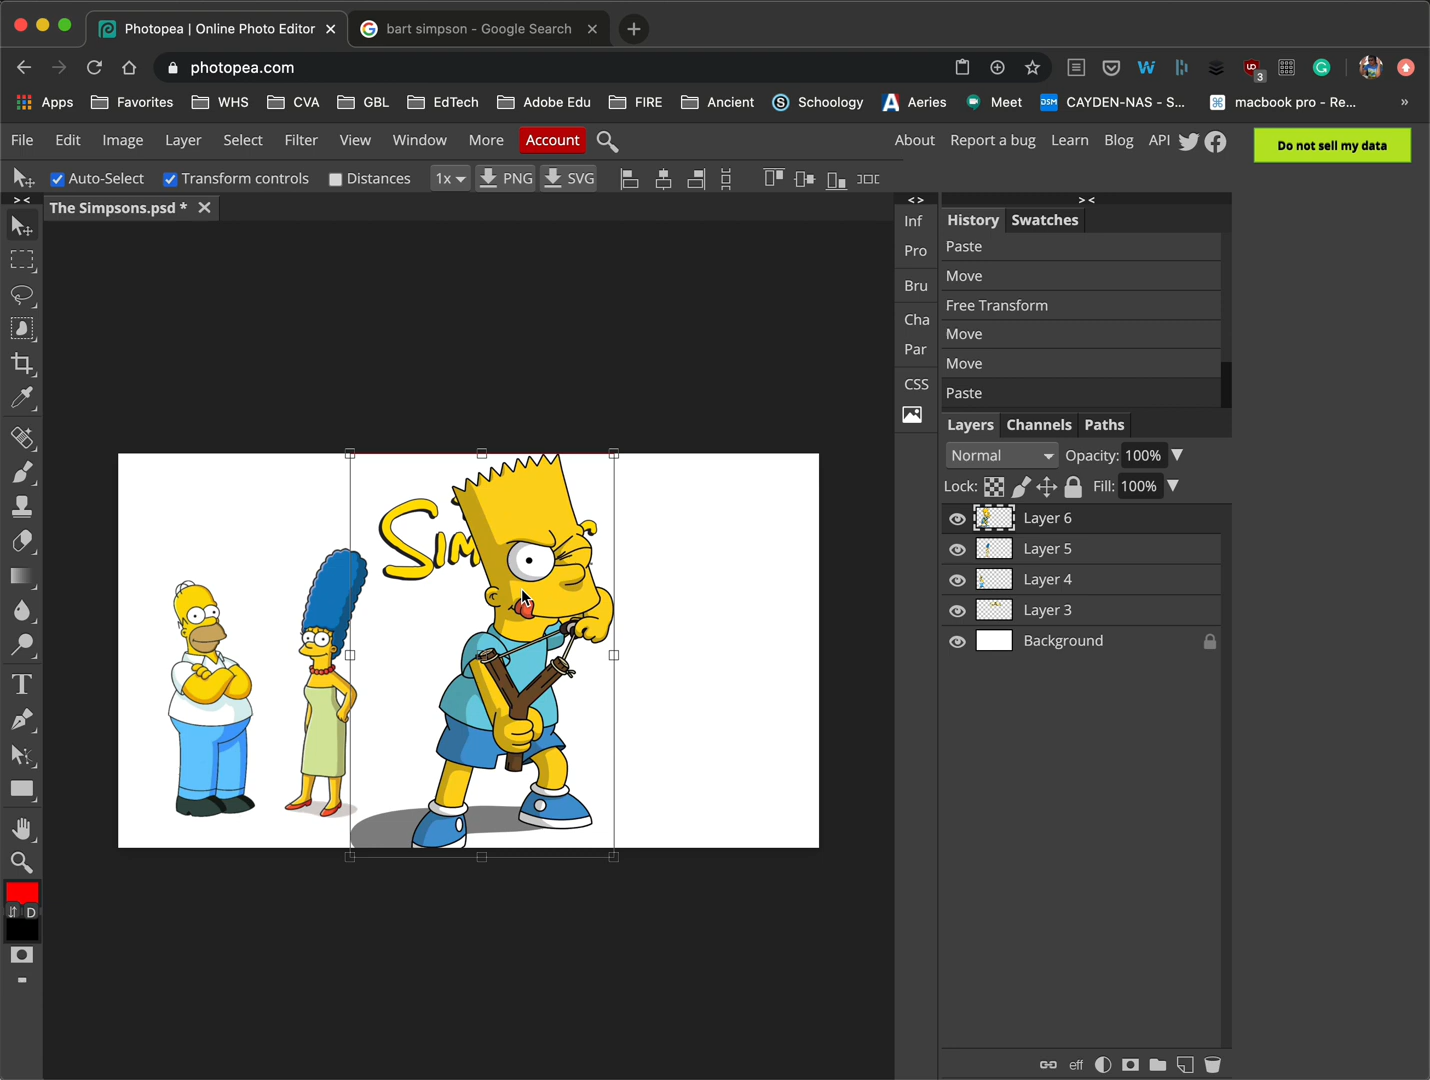 Photopea | Online Photo Editor
bart simpson - Google Search
photopea.com
3
Apps Favorites WHS CVA GBL EdTech Adobe Edu FIRE Ancient Schoology Aeries Meet DSM CAYDEN-NAS - S... macbook pro - Re... »
File Edit Image Layer Select Filter View Window More Account About Report a bug Learn Blog API
Do not sell my data
Auto-Select Transform controls Distances 1x PNG SVG
The Simpsons.psd *
Inf
Pro
Bru
Cha
Par
CSS
History Swatches
Paste
Move
Free Transform
Move
Move
Paste
Layers Channels Paths
Normal Opacity: 100%
Lock: Fill: 100%
Layer 6
Layer 5
Layer 4
Layer 3
Background
T
D
eff